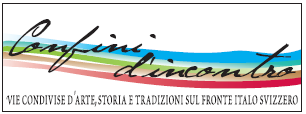 Confini
d'incontro
VIE CONDIVISE D'ARTE, STORIA E TRADIZIONI SUL FRONTE ITALO SVIZZERO